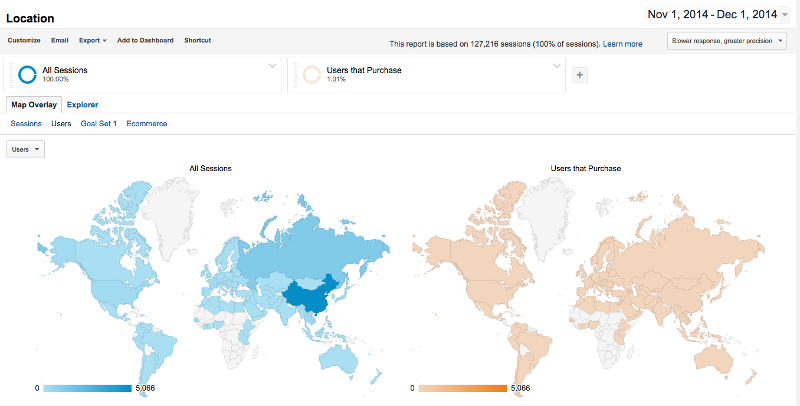 Location
Nov 1, 2014 - Dec 1, 2014
Customize Email Export Add to Dashboard Shortcut
This report is based on 127,216 sessions (100% of sessions). Learn more
Slower response, greater precision
All Sessions
100.00%
Users that Purchase
1.01%
+
Map Overlay Explorer
Sessions Users Goal Set 1 Ecommerce
Users
All Sessions
Users that Purchase
0 5,066
0 5,066